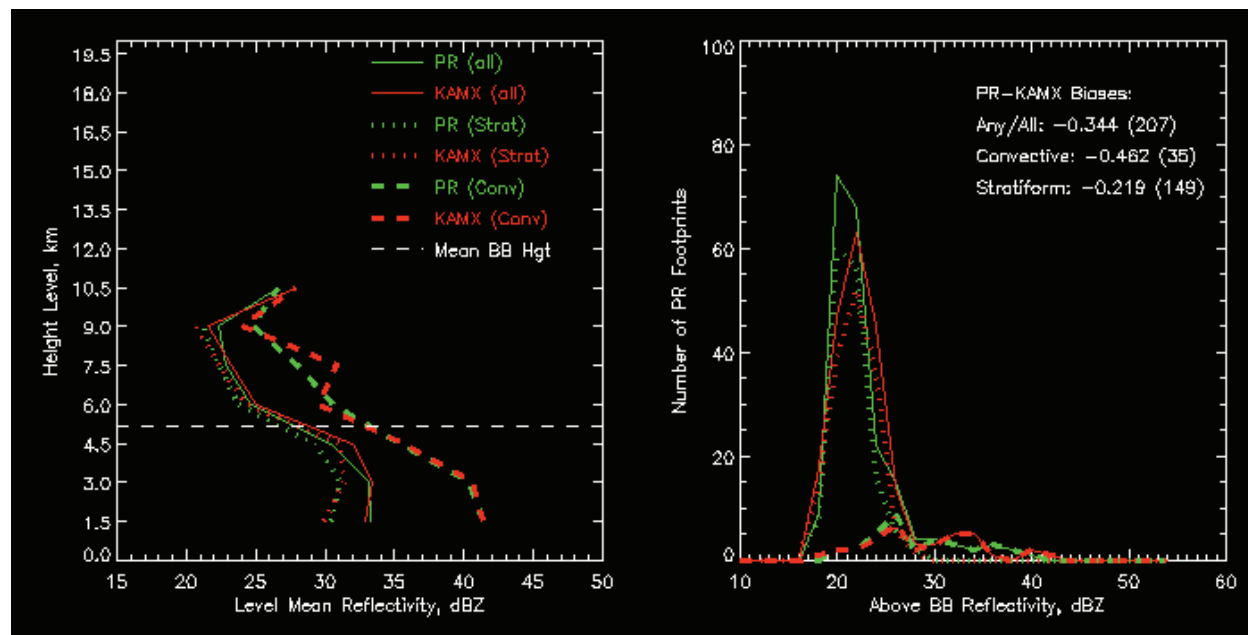 19.5
18.0
16.5
15.0
13.5
12.0
10.5
9.0
7.5
6.0
4.5
3.0
1.5
0.0
Height Level, km
15 20 25 30 35 40 45 50
Level Mean Reflectivity, dBZ
PR (all)
KAMX (all)
PR (Strat)
KAMX (Strat)
PR (Conv)
KAMX (Conv)
Mean BB Hgt
100
80
60
40
20
0
Number of PR Footprints
10 20 30 40 50 60
Above BB Reflectivity, dBZ
PR-KAMX Biases:
Any/All: -0.344 (207)
Convective: -0.462 (35)
Stratiform: -0.219 (149)